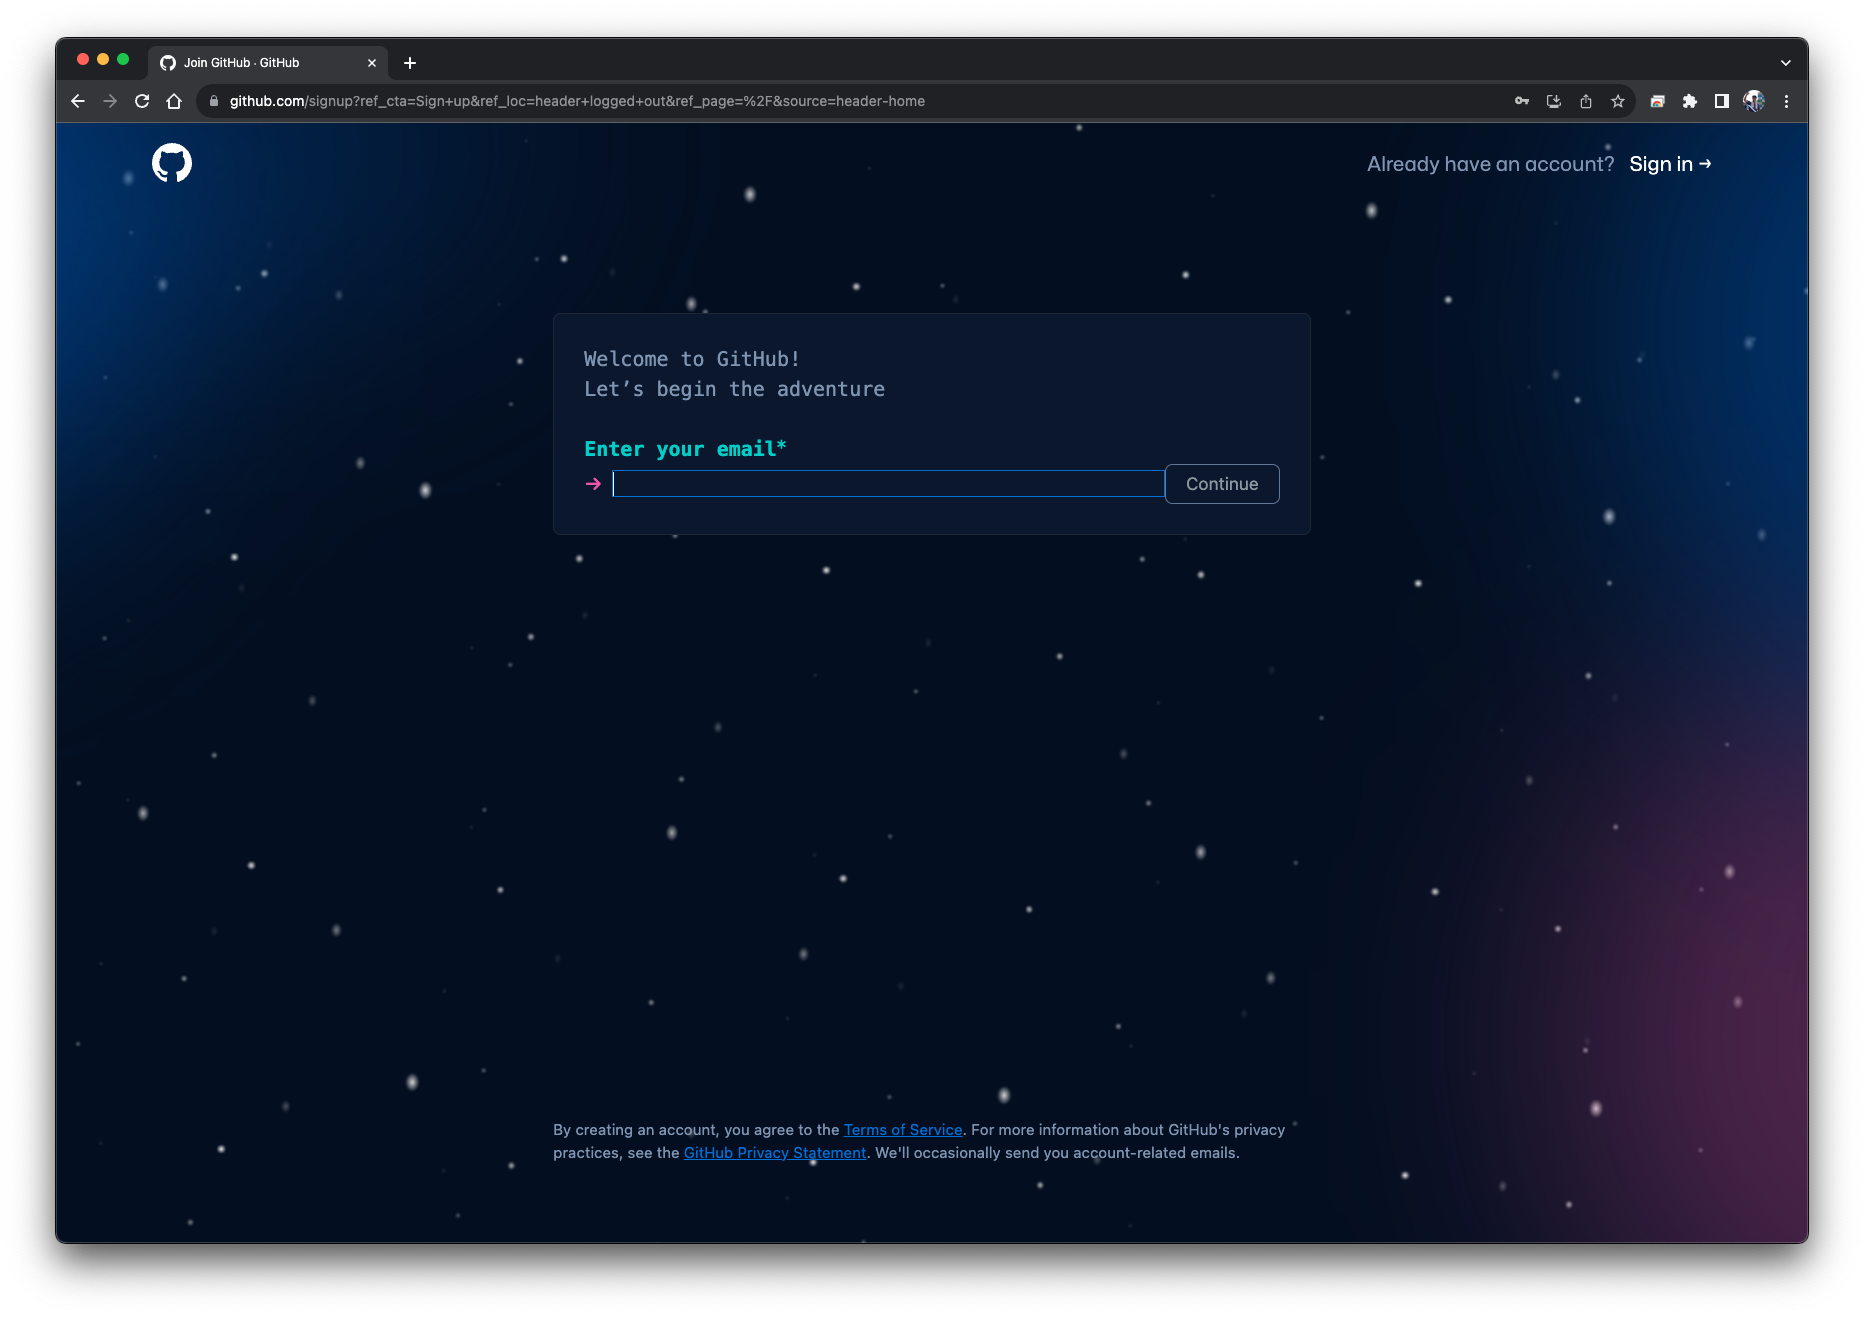 Join GitHub · GitHub
github.com/signup?ref_cta=Sign+up&ref_loc=header+logged+out&ref_page=%2F&source=header-home
Already have an account? Sign in →
Welcome to GitHub!
Let’s begin the adventure
Enter your email*
→ Continue
By creating an account, you agree to the Terms of Service. For more information about GitHub's privacy
practices, see the GitHub Privacy Statement. We'll occasionally send you account-related emails.